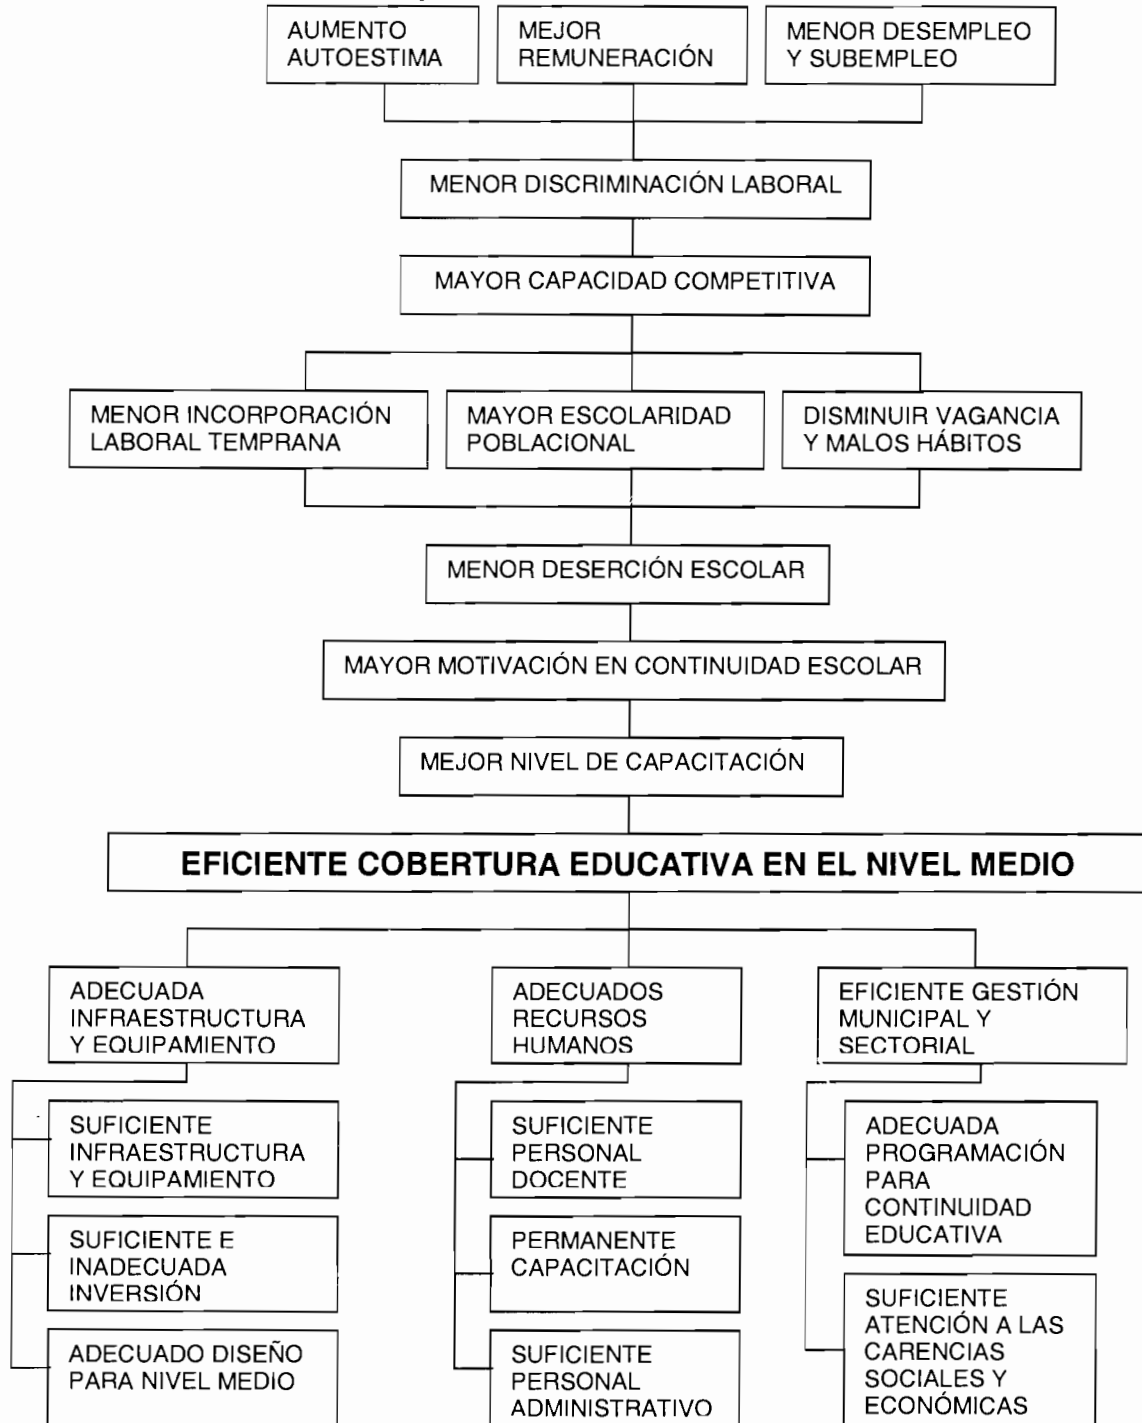 AUMENTO
AUTOESTIMA
MEJOR
REMUNERACIÓN
MENOR DESEMPLEO
Y SUBEMPLEO
MENOR DISCRIMINACIÓN LABORAL
MAYOR CAPACIDAD COMPETITIVA
MENOR INCORPORACIÓN
LABORAL TEMPRANA
MAYOR ESCOLARIDAD
POBLACIONAL
DISMINUIR VAGANCIA
Y MALOS HÁBITOS
MENOR DESERCIÓN ESCOLAR
MAYOR MOTIVACIÓN EN CONTINUIDAD ESCOLAR
MEJOR NIVEL DE CAPACITACIÓN
EFICIENTE COBERTURA EDUCATIVA EN EL NIVEL MEDIO
ADECUADA
INFRAESTRUCTURA
Y EQUIPAMIENTO
SUFICIENTE
INFRAESTRUCTURA
Y EQUIPAMIENTO
SUFICIENTE E
INADECUADA
INVERSIÓN
ADECUADO DISEÑO
PARA NIVEL MEDIO
ADECUADOS
RECURSOS
HUMANOS
SUFICIENTE
PERSONAL
DOCENTE
PERMANENTE
CAPACITACIÓN
SUFICIENTE
PERSONAL
ADMINISTRATIVO
EFICIENTE GESTIÓN
MUNICIPAL Y
SECTORIAL
ADECUADA
PROGRAMACIÓN
PARA
CONTINUIDAD
EDUCATIVA
SUFICIENTE
ATENCIÓN A LAS
CARENCIAS
SOCIALES Y
ECONÓMICAS